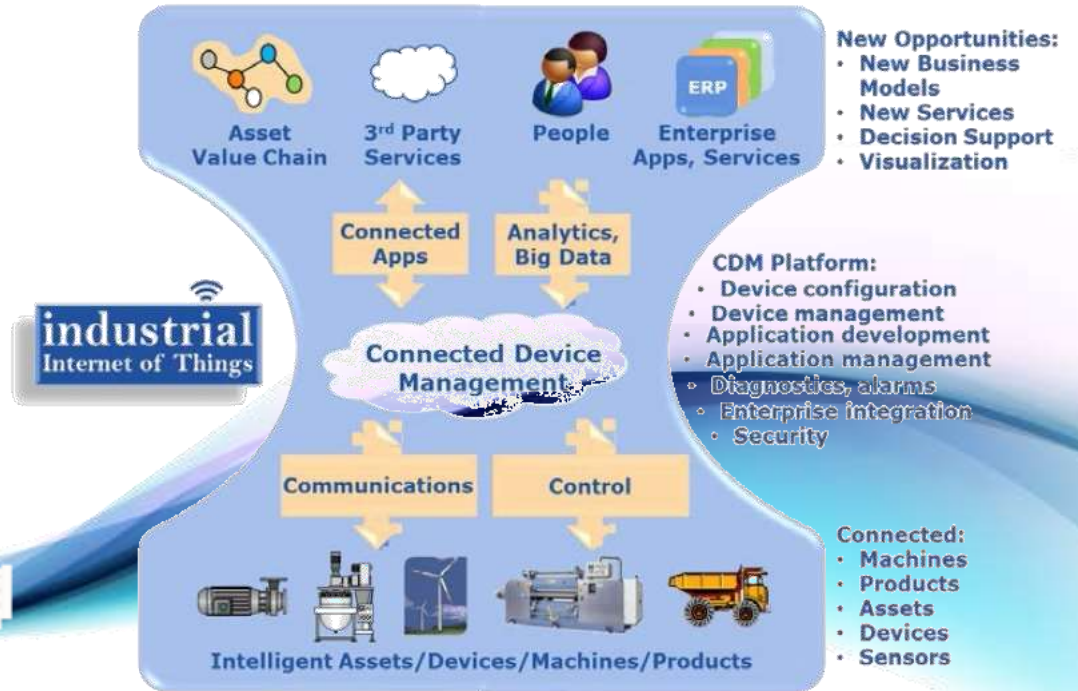 Asset
Value Chain
3rd Party
Services
People
ERP
Enterprise
Apps, Services
New Opportunities:
• New Business
Models
• New Services
• Decision Support
• Visualization
Connected
Apps
Analytics,
Big Data
industrial
Internet of Things
Connected Device
Management
CDM Platform:
• Device configuration
• Device management
• Application development
• Application management
• Diagnostics, alarms
• Enterprise integration
• Security
Communications
Control
Intelligent Assets/Devices/Machines/Products
Connected:
• Machines
• Products
• Assets
• Devices
• Sensors